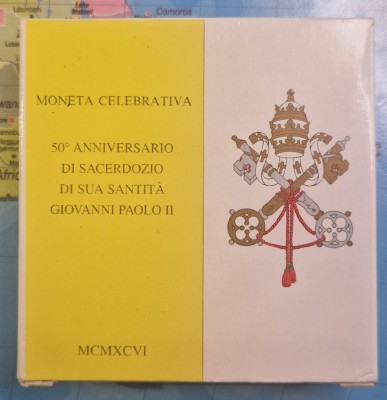 Comoros
MONETA CELEBRATIVA
50° ANNIVERSARIO
DI SACERDOZIO
DI SUA SANTITÀ
GIOVANNI PAOLO II
MCMXCVI